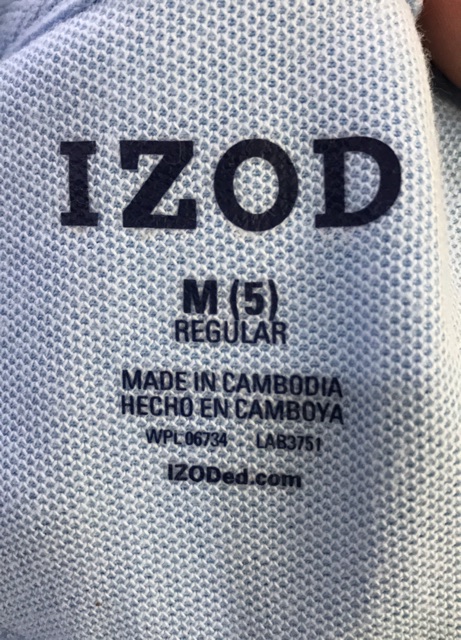 IZOD
M (5)
REGULAR
MADE IN CAMBODIA
HECHO EN CAMBOYA
WPL 06734 LAB3751
IZODed.com